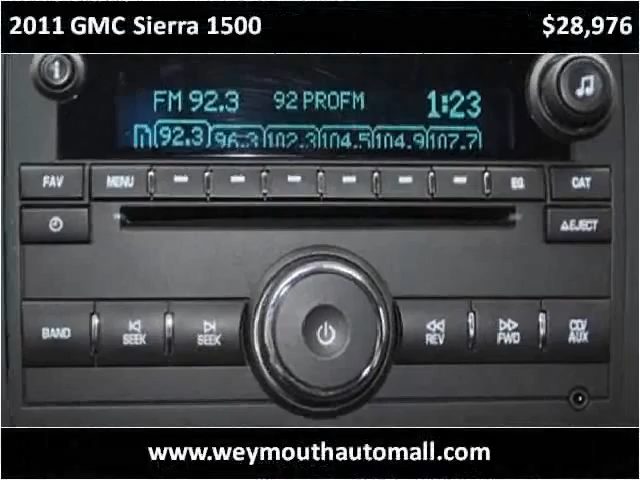 2011 GMC Sierra 1500 $28,976
FM 92.3 92 PROFM 1:23
92.3 96.3 102.3 104.5 104.9 107.7
FAV MENU EQ CAT
EJECT
BAND SEEK SEEK REV FWD CD/AUX
www.weymouthautomall.com